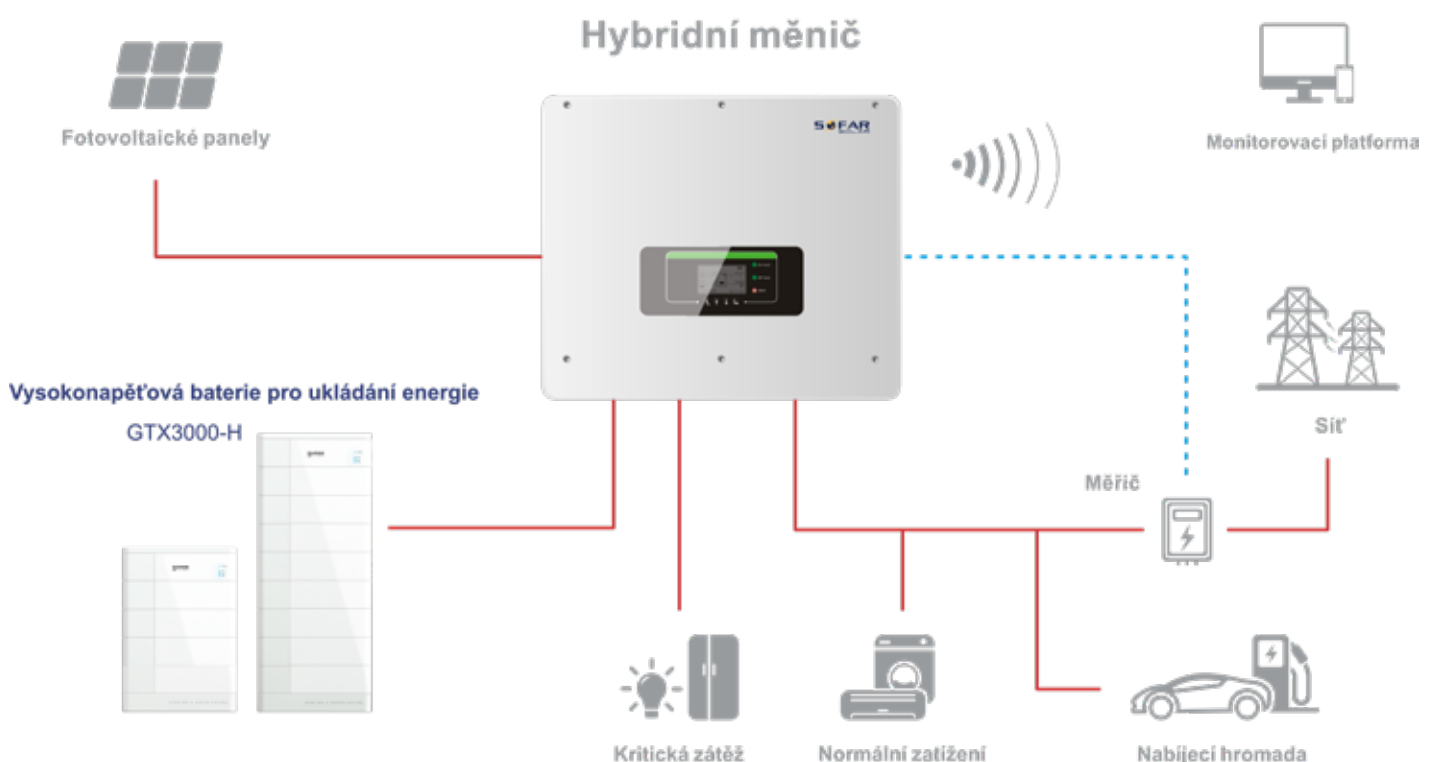 Hybridní měnič
Fotovoltaické panely
SOFAR
Monitorovaci platforma
Vysokonapěťová baterie pro ukládání energie
GTX3000-H
Síť
Měřič
Kritická zátěž
Normální zatížení
Nabíjecí hromada